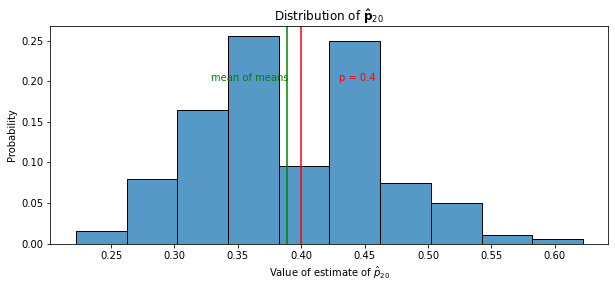 Distribution of p̂₂₀
0.25
0.20
0.15
0.10
0.05
0.00
Probability
mean of means
p = 0.4
0.25 0.30 0.35 0.40 0.45 0.50 0.55 0.60
Value of estimate of p̂₂₀